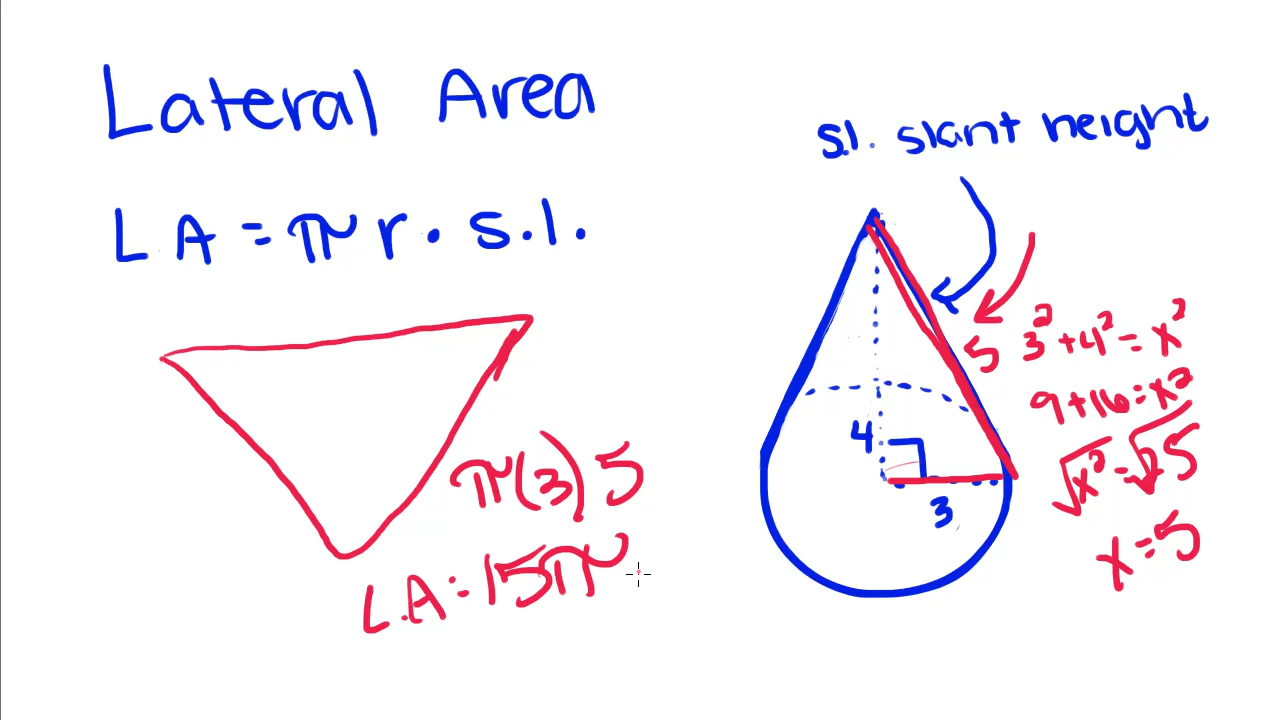 Lateral Area
LA = πr · s.l.
s.l. slant height
5
4
3
3² + 4² = x²
9 + 16 = x²
√x² = √25
x = 5
π(3)5
L.A = 15π